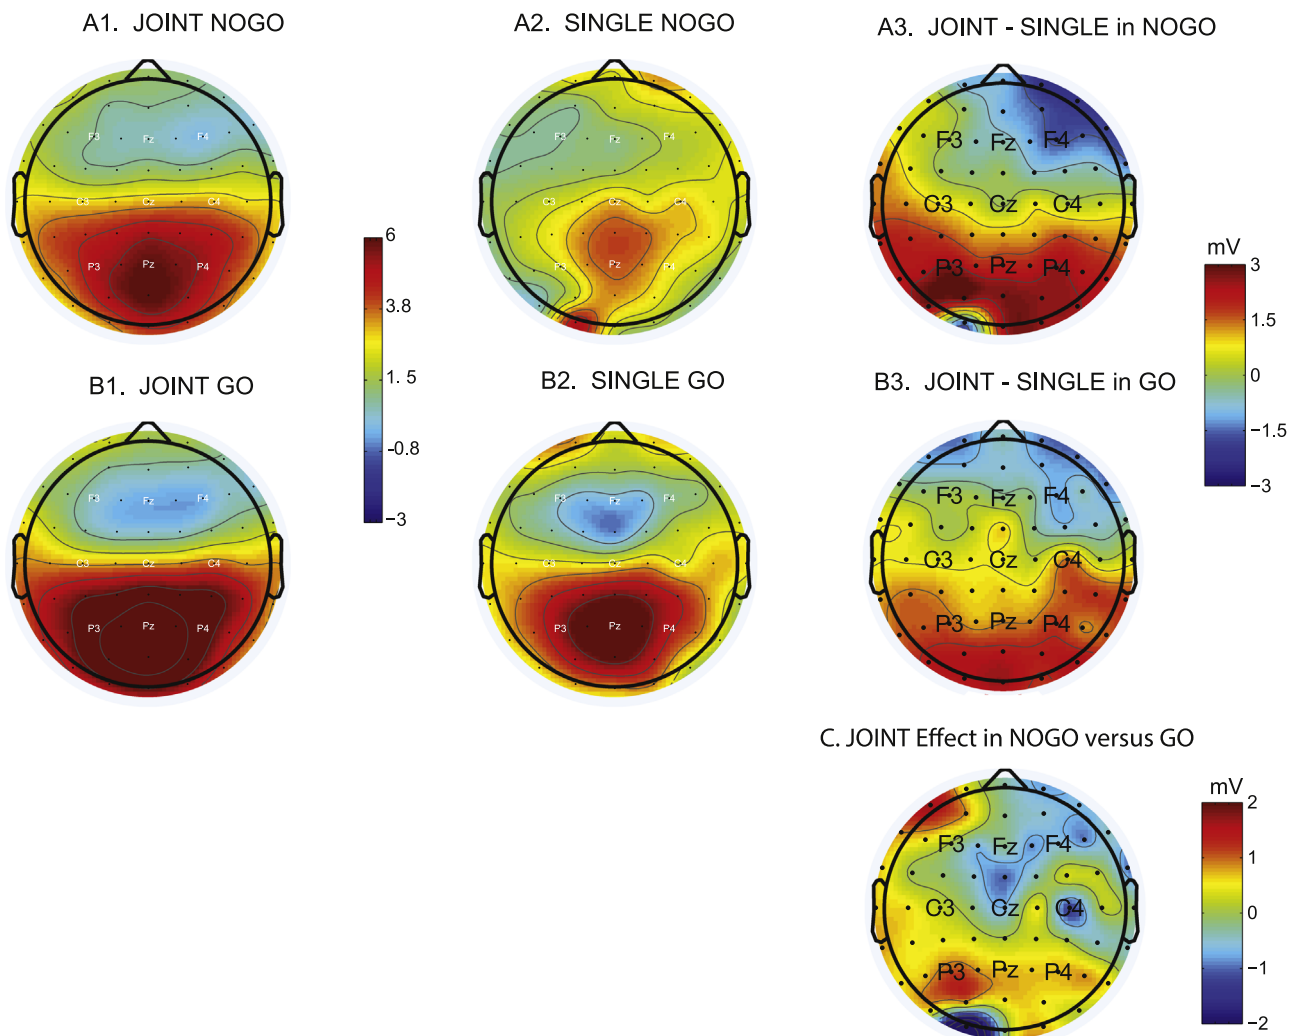 A1. JOINT NOGO
A2. SINGLE NOGO
A3. JOINT - SINGLE in NOGO
F3 Fz F4
C3 Cz C4
P3 Pz P4
6
3.8
1.5
-0.8
-3
F3 Fz F4
C3 Cz C4
P3 Pz P4
F3 Fz F4
C3 Cz C4
P3 Pz P4
mV
3
1.5
0
-1.5
-3
B1. JOINT GO
B2. SINGLE GO
B3. JOINT - SINGLE in GO
F3 Fz F4
C3 Cz C4
P3 Pz P4
F3 Fz F4
C3 Cz C4
P3 Pz P4
F3 Fz F4
C3 Cz C4
P3 Pz P4
C. JOINT Effect in NOGO versus GO
F3 Fz F4
C3 Cz C4
P3 Pz P4
mV
2
1
0
-1
-2